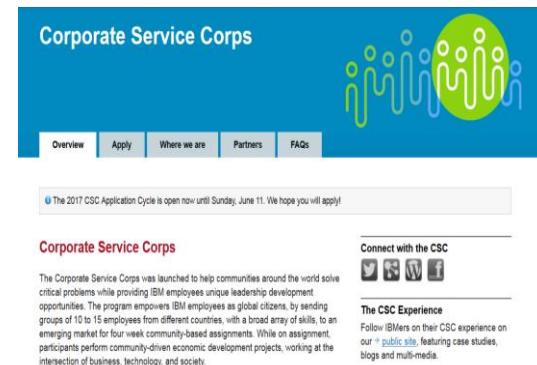 Corporate Service Corps
Overview
Apply
Where we are
Partners
FAQs
The 2017 CSC Application Cycle is open now until Sunday, June 11. We hope you will apply!
Corporate Service Corps
The Corporate Service Corps was launched to help communities around the world solve
critical problems while providing IBM employees unique leadership development
opportunities. The program empowers IBM employees as global citizens, by sending
groups of 10 to 15 employees from different countries, with a broad array of skills, to an
emerging market for four week community-based assignments. While on assignment,
participants perform community-driven economic development projects, working at the
intersection of business, technology, and society.
Connect with the CSC
The CSC Experience
Follow IBMers on their CSC experience on
our public site, featuring case studies,
blogs and multi-media.